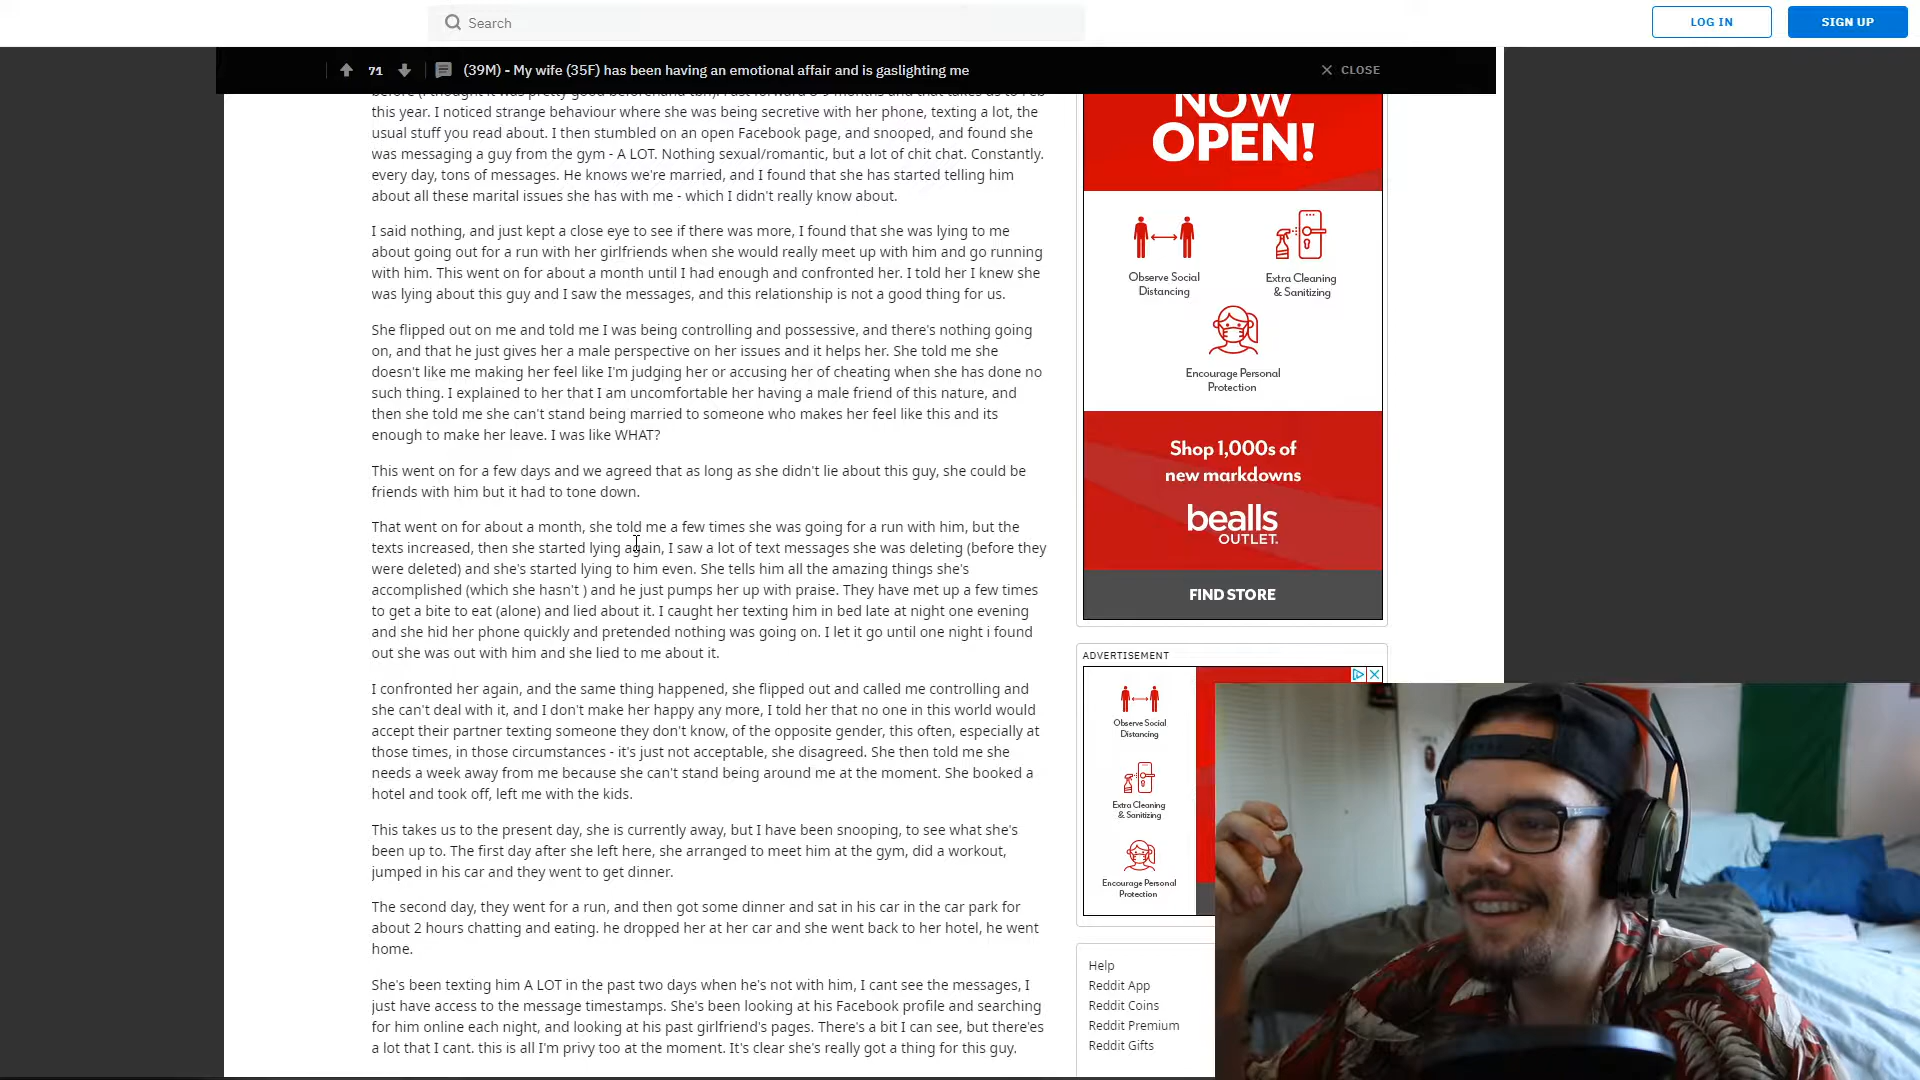 Search
LOG IN
SIGN UP
71
(39M) - My wife (35F) has been having an emotional affair and is gaslighting me
CLOSE
this year. I noticed strange behaviour where she was being secretive with her phone, texting a lot, the
usual stuff you read about. I then stumbled on an open Facebook page, and snooped, and found she
was messaging a guy from the gym - A LOT. Nothing sexual/romantic, but a lot of chit chat. Constantly.
every day, tons of messages. He knows we're married, and I found that she has started telling him
about all these marital issues she has with me - which I didn't really know about.
I said nothing, and just kept a close eye to see if there was more, I found that she was lying to me
about going out for a run with her girlfriends when she would really meet up with him and go running
with him. This went on for about a month until I had enough and confronted her. I told her I knew she
was lying about this guy and I saw the messages, and this relationship is not a good thing for us.
She flipped out on me and told me I was being controlling and possessive, and there's nothing going
on, and that he just gives her a male perspective on her issues and it helps her. She told me she
doesn't like me making her feel like I'm judging her or accusing her of cheating when she has done no
such thing. I explained to her that I am uncomfortable her having a male friend of this nature, and
then she told me she can't stand being married to someone who makes her feel like this and its
enough to make her leave. I was like WHAT?
This went on for a few days and we agreed that as long as she didn't lie about this guy, she could be
friends with him but it had to tone down.
That went on for about a month, she told me a few times she was going for a run with him, but the
texts increased, then she started lying again, I saw a lot of text messages she was deleting (before they
were deleted) and she's started lying to him even. She tells him all the amazing things she's
accomplished (which she hasn't ) and he just pumps her up with praise. They have met up a few times
to get a bite to eat (alone) and lied about it. I caught her texting him in bed late at night one evening
and she hid her phone quickly and pretended nothing was going on. I let it go until one night i found
out she was out with him and she lied to me about it.
I confronted her again, and the same thing happened, she flipped out and called me controlling and
she can't deal with it, and I don't make her happy any more, I told her that no one in this world would
accept their partner texting someone they don't know, of the opposite gender, this often, especially at
those times, in those circumstances - it's just not acceptable, she disagreed. She then told me she
needs a week away from me because she can't stand being around me at the moment. She booked a
hotel and took off, left me with the kids.
This takes us to the present day, she is currently away, but I have been snooping, to see what she's
been up to. The first day after she left here, she arranged to meet him at the gym, did a workout,
jumped in his car and they went to get dinner.
The second day, they went for a run, and then got some dinner and sat in his car in the car park for
about 2 hours chatting and eating. he dropped her at her car and she went back to her hotel, he went
home.
She's been texting him A LOT in the past two days when he's not with him, I cant see the messages, I
just have access to the message timestamps. She's been looking at his Facebook profile and searching
for him online each night, and looking at his past girlfriend's pages. There's a bit I can see, but there'es
a lot that I cant. this is all I'm privy too at the moment. It's clear she's really got a thing for this guy.
NOW
OPEN!
Observe Social
Distancing
Extra Cleaning
& Sanitizing
Encourage Personal
Protection
Shop 1,000s of
new markdowns
bealls
OUTLET.
FIND STORE
ADVERTISEMENT
Observe Social
Distancing
Extra Cleaning
& Sanitizing
Encourage Personal
Protection
Help
Reddit App
Reddit Coins
Reddit Premium
Reddit Gifts